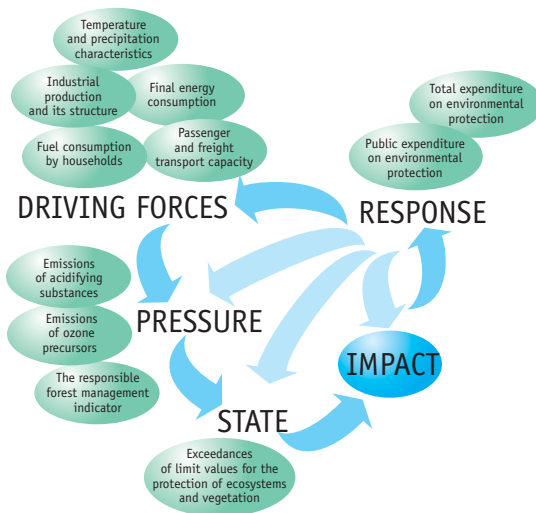 Temperature
and precipitation
characteristics
Industrial
production
and its structure
Final energy
consumption
Fuel consumption
by households
Passenger
and freight
transport capacity
Total expenditure
on environmental
protection
Public expenditure
on environmental
protection
DRIVING FORCES
RESPONSE
Emissions
of acidifying
substances
Emissions
of ozone
precursors
PRESSURE
The responsible
forest management
indicator
IMPACT
STATE
Exceedances
of limit values for the
protection of ecosystems
and vegetation